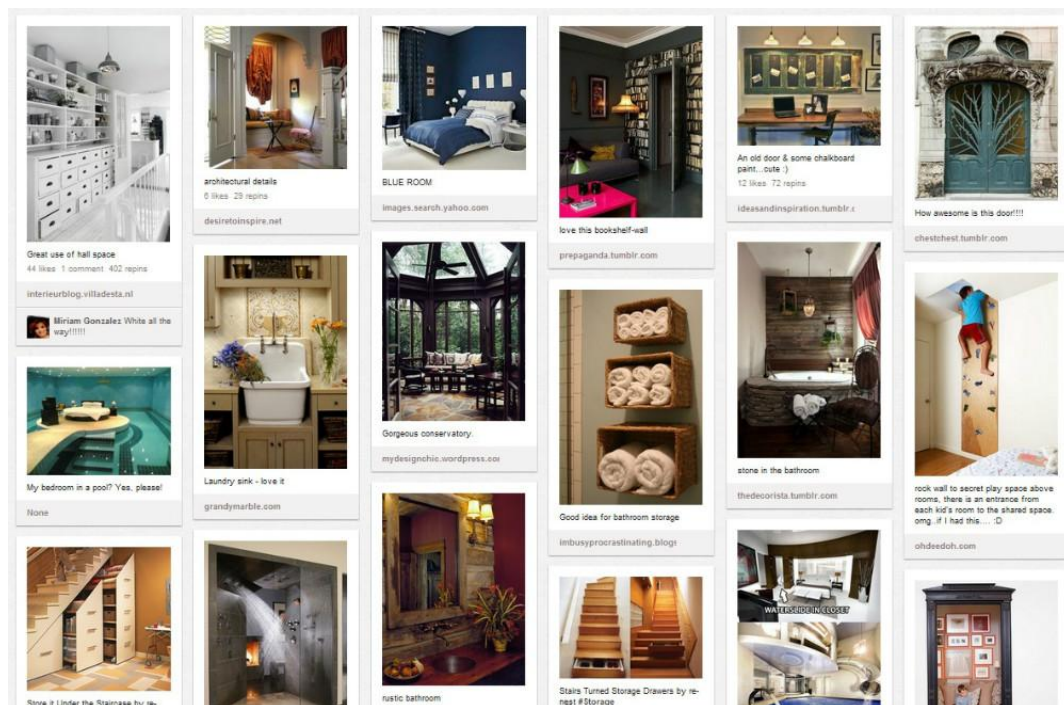 Great use of hall space
44 likes 1 comment 402 repins
interieurblog.villadesta.nl
Miriam Gonzalez White all the
way!!!!!!
My bedroom in a pool? Yes, please!
None
Store it Under the Staircase by re-
architectural details
6 likes 29 repins
desiretoinspire.net
Laundry sink - love it
grandymarble.com
BLUE ROOM
images.search.yahoo.com
Gorgeous conservatory.
mydesignchic.wordpress.co
rustic bathroom
love this bookshelf-wall
prepaganda.tumblr.com
Good idea for bathroom storage
imbusyprocrastinating.blog
Stairs Turned Storage Drawers by re-
nest #Storage
An old door & some chalkboard
paint...cute :)
12 likes 72 repins
ideasandinspiration.tumblr.c
stone in the bathroom
thedecorista.tumblr.com
WATERSLIDE IN CLOSET
How awesome is this door!!!!
chestchest.tumblr.com
rock wall to secret play space above
rooms, there is an entrance from
each kid's room to the shared space.
omg..if I had this.... :D
ohdeedoh.com